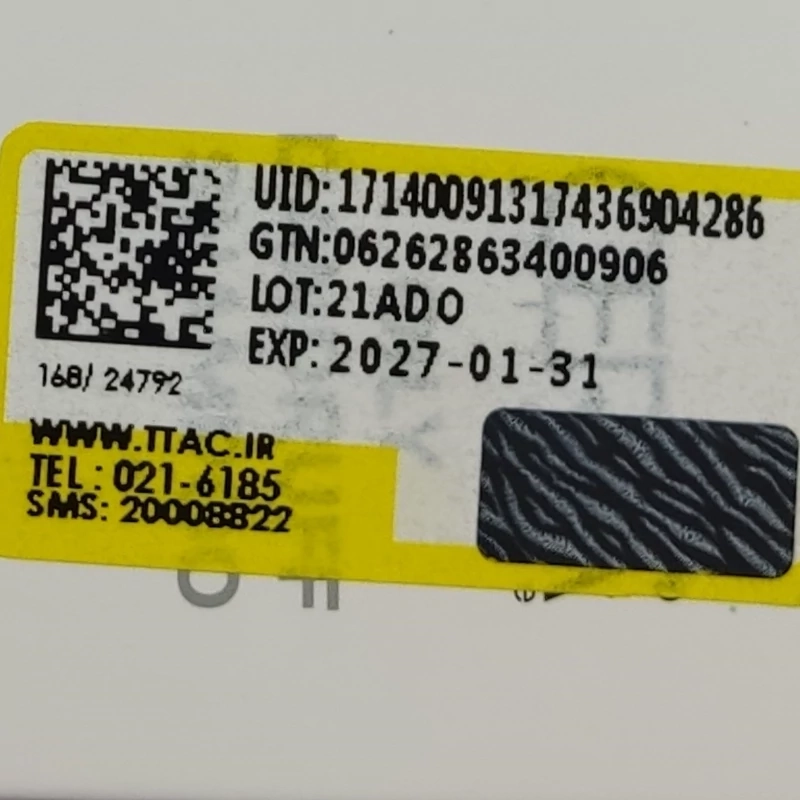 UID:17140091317436904286
GTN:06262863400906
LOT:21ADO
EXP:2027-01-31
168/ 24792
WWW.TTAC.IR
TEL : 021-6185
SMS: 20008822